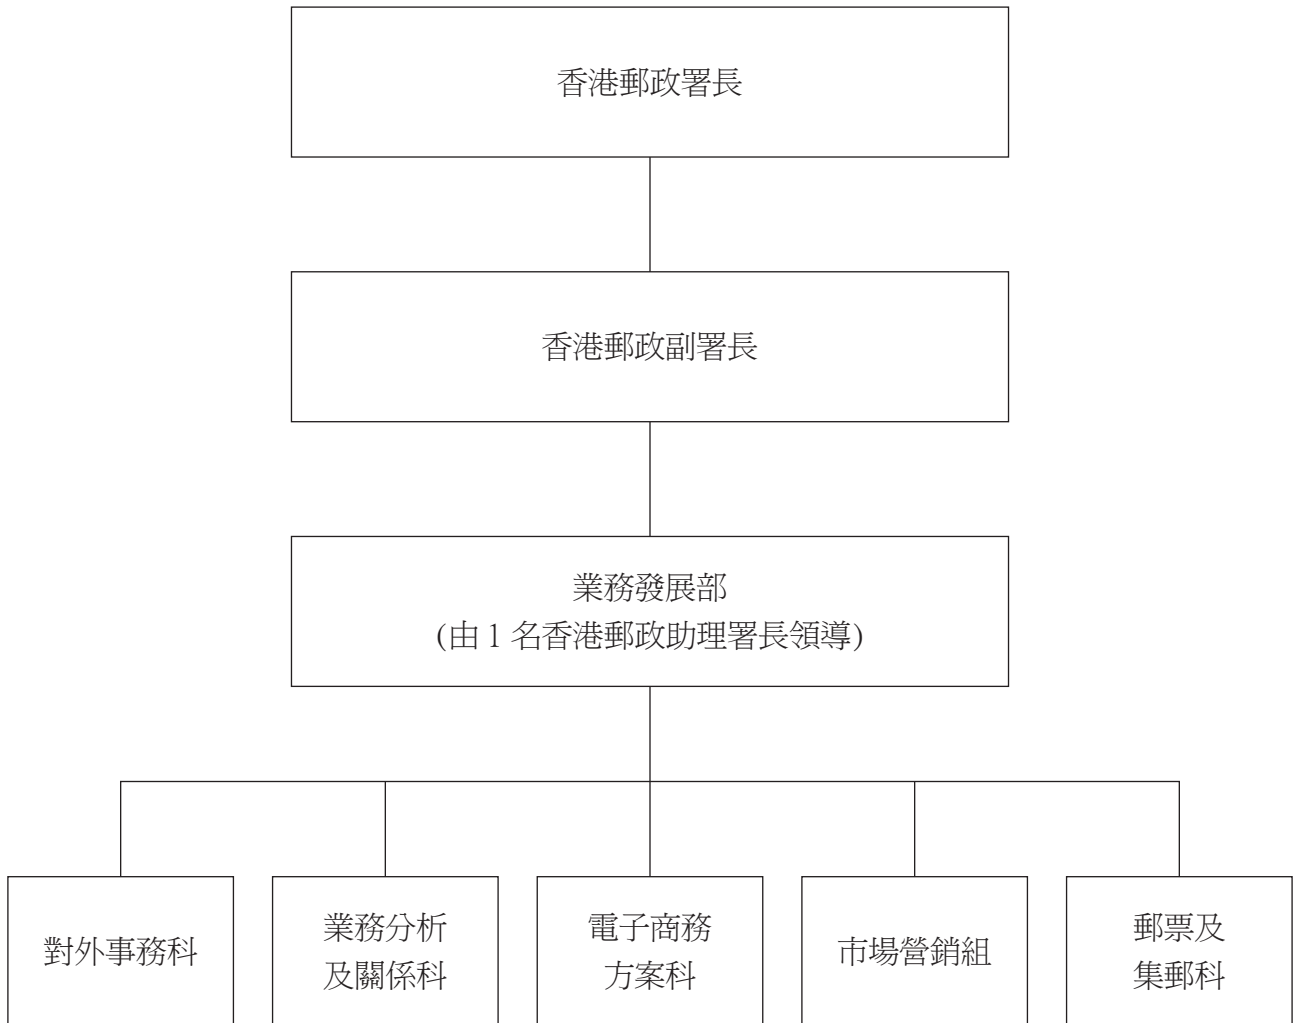 香港郵政署長
香港郵政副署長
業務發展部
(由 1 名香港郵政助理署長領導)
對外事務科
業務分析
及關係科
電子商務
方案科
市場營銷組
郵票及
集郵科